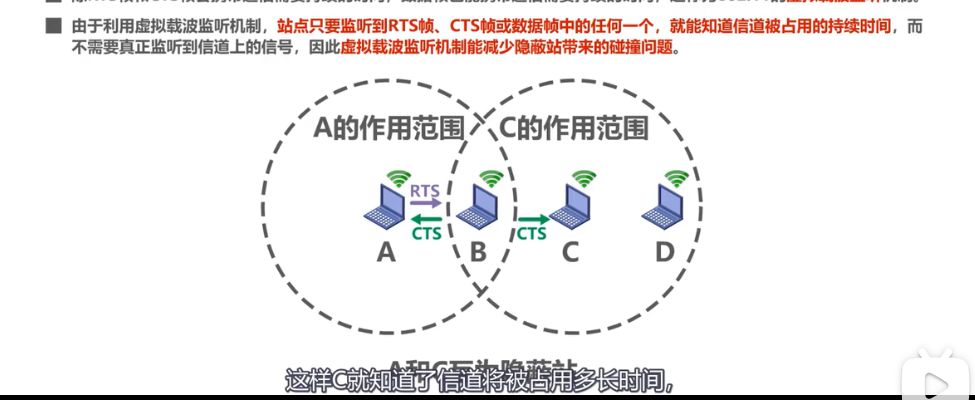 由于利用虚拟载波监听机制，站点只要监听到RTS帧、CTS帧或数据帧中的任何一个，就能知道信道被占用的持续时间，而
不需要真正监听到信道上的信号，因此虚拟载波监听机制能减少隐蔽站带来的碰撞问题。
A的作用范围 C的作用范围
RTS
CTS CTS
A B C D
A和C互为隐蔽站
这样C就知道了信道将被占用多长时间，